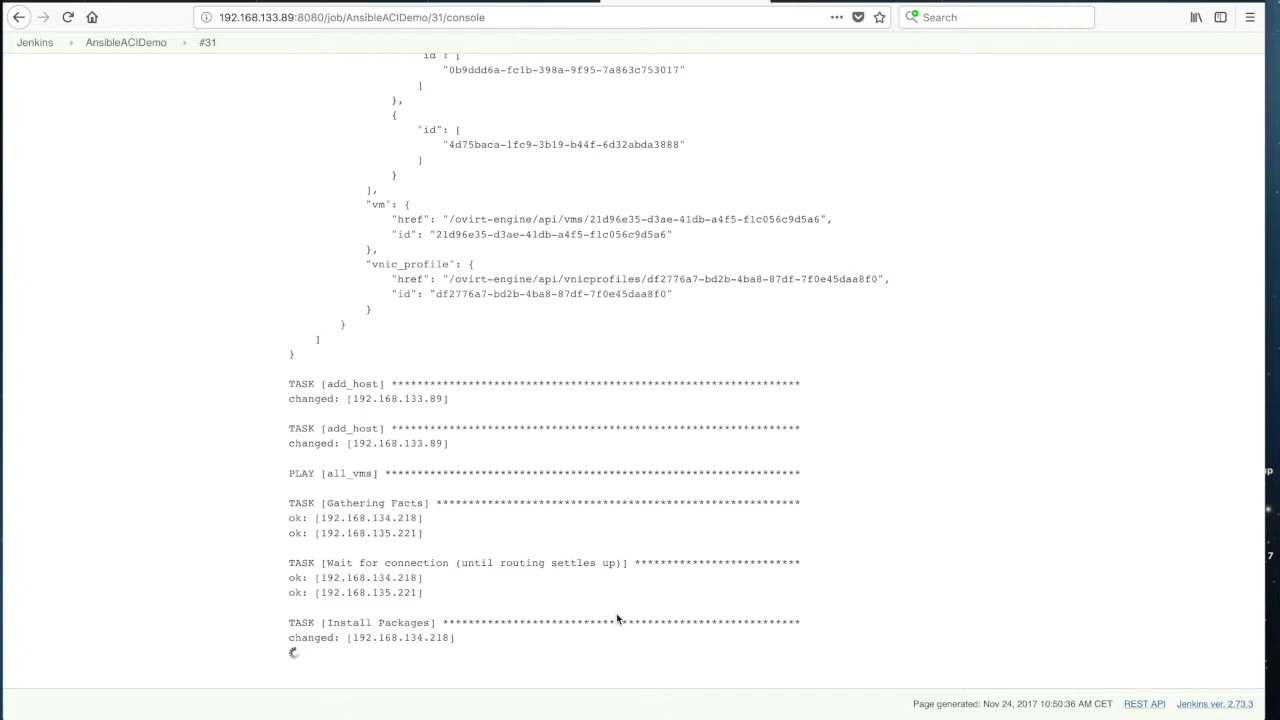 192.168.133.89:8080/job/AnsibleACIDemo/31/console
Search
Jenkins AnsibleACIDemo #31
"id": [
"0b9ddd6a-fc1b-398a-9f95-7a863c753017"
]
},
{
"id": [
"4d75baca-1fc9-3b19-b44f-6d32abda3888"
]
}
],
"vm": {
"href": "/ovirt-engine/api/vms/21d96e35-d3ae-41db-a4f5-f1c056c9d5a6",
"id": "21d96e35-d3ae-41db-a4f5-f1c056c9d5a6"
},
"vnic_profile": {
"href": "/ovirt-engine/api/vnicprofiles/df2776a7-bd2b-4ba8-87df-7f0e45daa8f0",
"id": "df2776a7-bd2b-4ba8-87df-7f0e45daa8f0"
}
}
]
}
TASK [add_host] ****************************************************************
changed: [192.168.133.89]
TASK [add_host] ****************************************************************
changed: [192.168.133.89]
PLAY [all_vms] *****************************************************************
TASK [Gathering Facts] *********************************************************
ok: [192.168.134.218]
ok: [192.168.135.221]
TASK [Wait for connection (until routing settles up)] **************************
ok: [192.168.134.218]
ok: [192.168.135.221]
TASK [Install Packages] ********************************************************
changed: [192.168.134.218]
Page generated: Nov 24, 2017 10:50:36 AM CET REST API Jenkins ver. 2.73.3
up
7